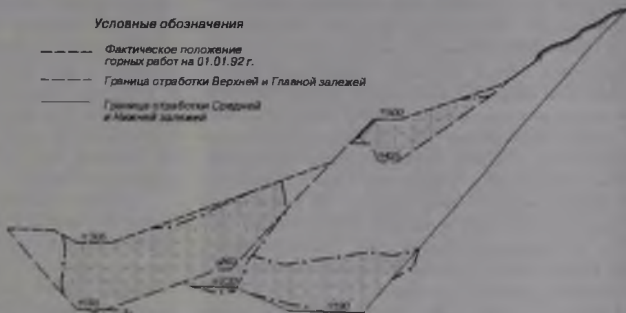 Условные обозначения
Фактическое положение
горных работ на 01.01.92 г.
Граница отработки Верхней и Главной залежей
Граница отработки Средней
и Нижней залежей